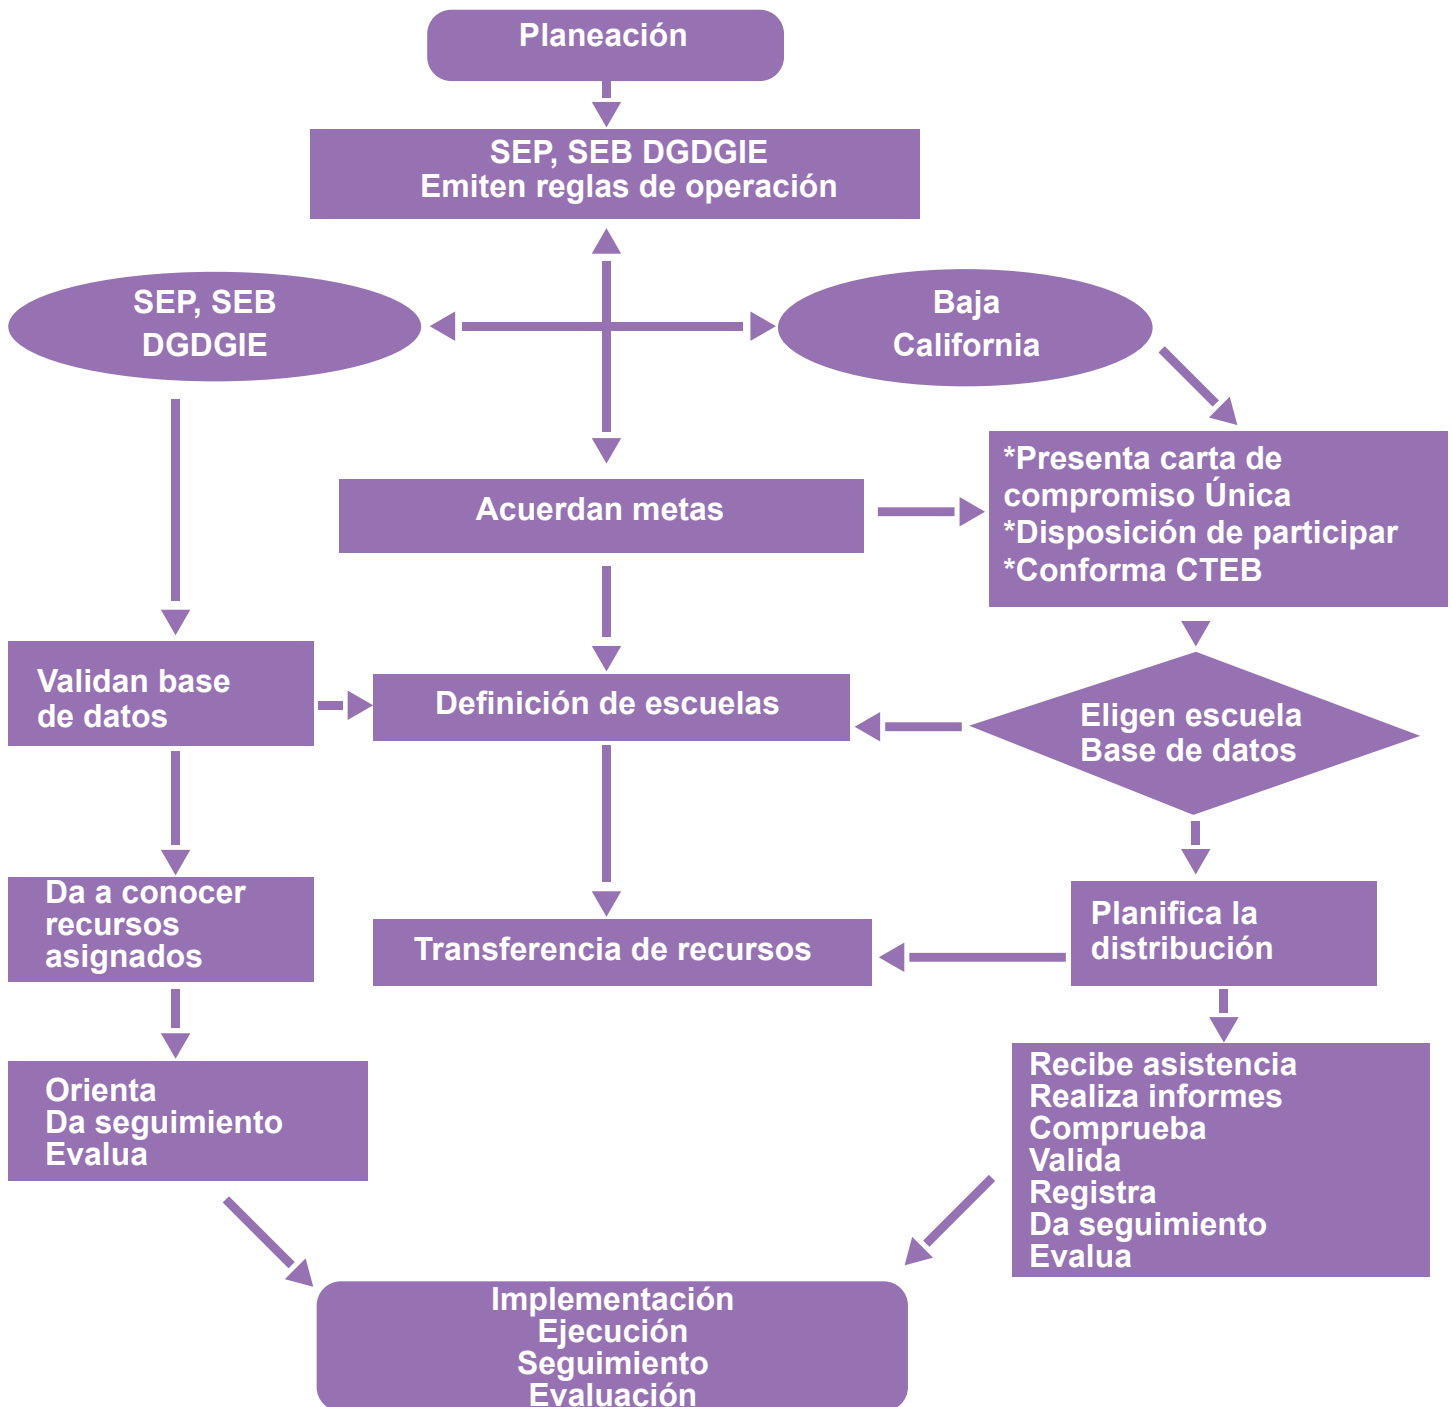 Planeación
SEP, SEB DGDGIE
Emiten reglas de operación
SEP, SEB
DGDGIE
Baja
California
*Presenta carta de
compromiso Única
*Disposición de participar
*Conforma CTEB
Acuerdan metas
Validan base
de datos
Definición de escuelas
Eligen escuela
Base de datos
Da a conocer
recursos
asignados
Transferencia de recursos
Planifica la
distribución
Orienta
Da seguimiento
Evalua
Recibe asistencia
Realiza informes
Comprueba
Valida
Registra
Da seguimiento
Evalua
Implementación
Ejecución
Seguimiento
Evaluación